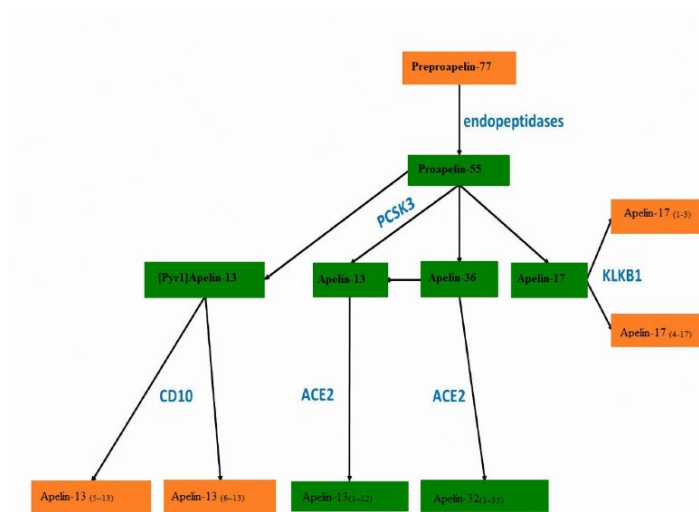 Preproapelin-77
endopeptidases
Proapelin-55
PCSK3
Apelin-17 (1-3)
[Pyr1]Apelin-13
Apelin-13
Apelin-36
Apelin-17
KLKB1
Apelin-17 (4-17)
CD10
ACE2
ACE2
Apelin-13 (5–13)
Apelin-13 (6–13)
Apelin-13(1–12)
Apelin-32(1–35)